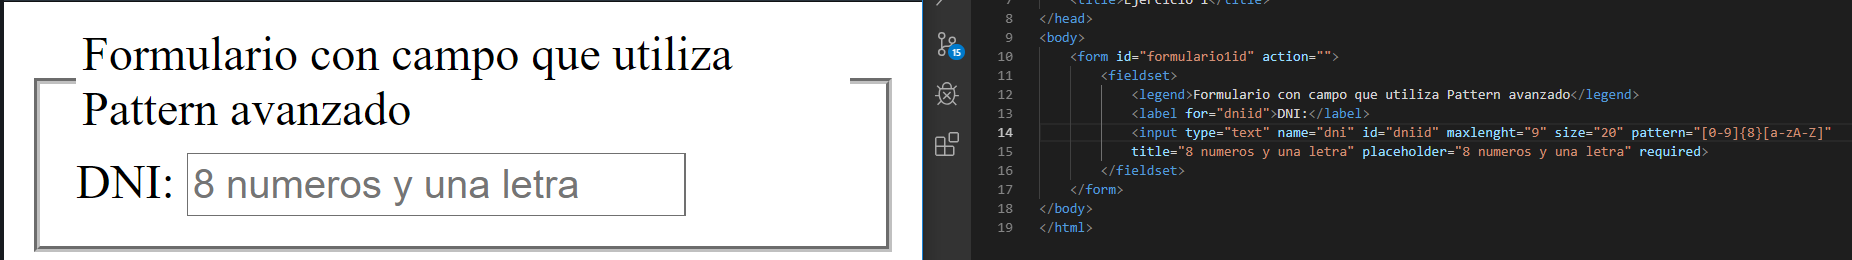 Formulario con campo que utiliza
Pattern avanzado
DNI: 8 numeros y una letra
15
7 <title>Ejercicio 1</title>
8 </head>
9 <body>
10 <form id="formulario1id" action="">
11 <fieldset>
12 <legend>Formulario con campo que utiliza Pattern avanzado</legend>
13 <label for="dniid">DNI:</label>
14 <input type="text" name="dni" id="dniid" maxlenght="9" size="20" pattern="[0-9]{8}[a-zA-Z]"
15 title="8 numeros y una letra" placeholder="8 numeros y una letra" required>
16 </fieldset>
17 </form>
18 </body>
19 </html>